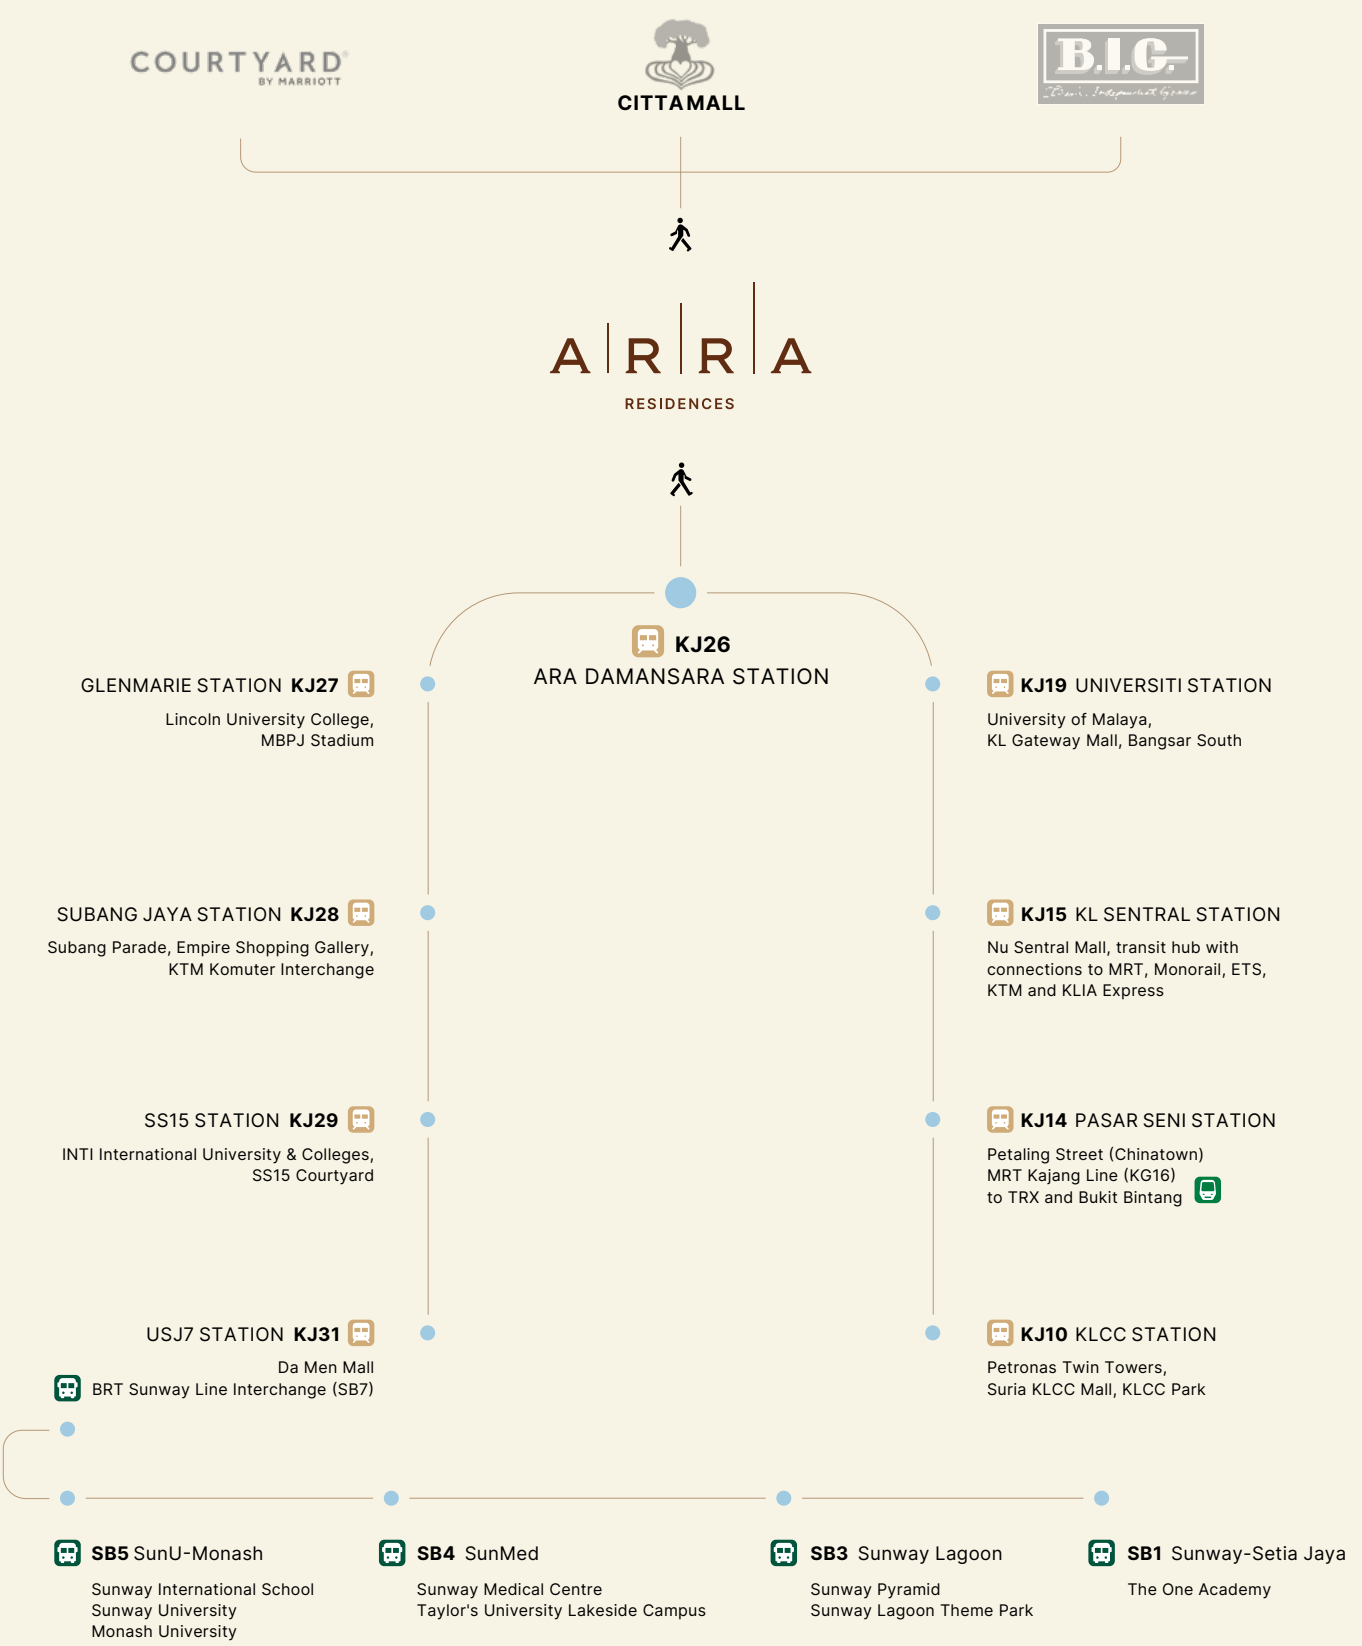 COURTYARD®
BY MARRIOTT
CITTAMALL
B.I.G.
ARRA
RESIDENCES
KJ26
ARA DAMANSARA STATION
GLENMARIE STATION KJ27
Lincoln University College,
MBPJ Stadium
KJ19 UNIVERSITI STATION
University of Malaya,
KL Gateway Mall, Bangsar South
SUBANG JAYA STATION KJ28
Subang Parade, Empire Shopping Gallery,
KTM Komuter Interchange
KJ15 KL SENTRAL STATION
Nu Sentral Mall, transit hub with
connections to MRT, Monorail, ETS,
KTM and KLIA Express
SS15 STATION KJ29
INTI International University & Colleges,
SS15 Courtyard
KJ14 PASAR SENI STATION
Petaling Street (Chinatown)
MRT Kajang Line (KG16)
to TRX and Bukit Bintang
USJ7 STATION KJ31
Da Men Mall
BRT Sunway Line Interchange (SB7)
KJ10 KLCC STATION
Petronas Twin Towers,
Suria KLCC Mall, KLCC Park
SB5 SunU-Monash
Sunway International School
Sunway University
Monash University
SB4 SunMed
Sunway Medical Centre
Taylor's University Lakeside Campus
SB3 Sunway Lagoon
Sunway Pyramid
Sunway Lagoon Theme Park
SB1 Sunway-Setia Jaya
The One Academy